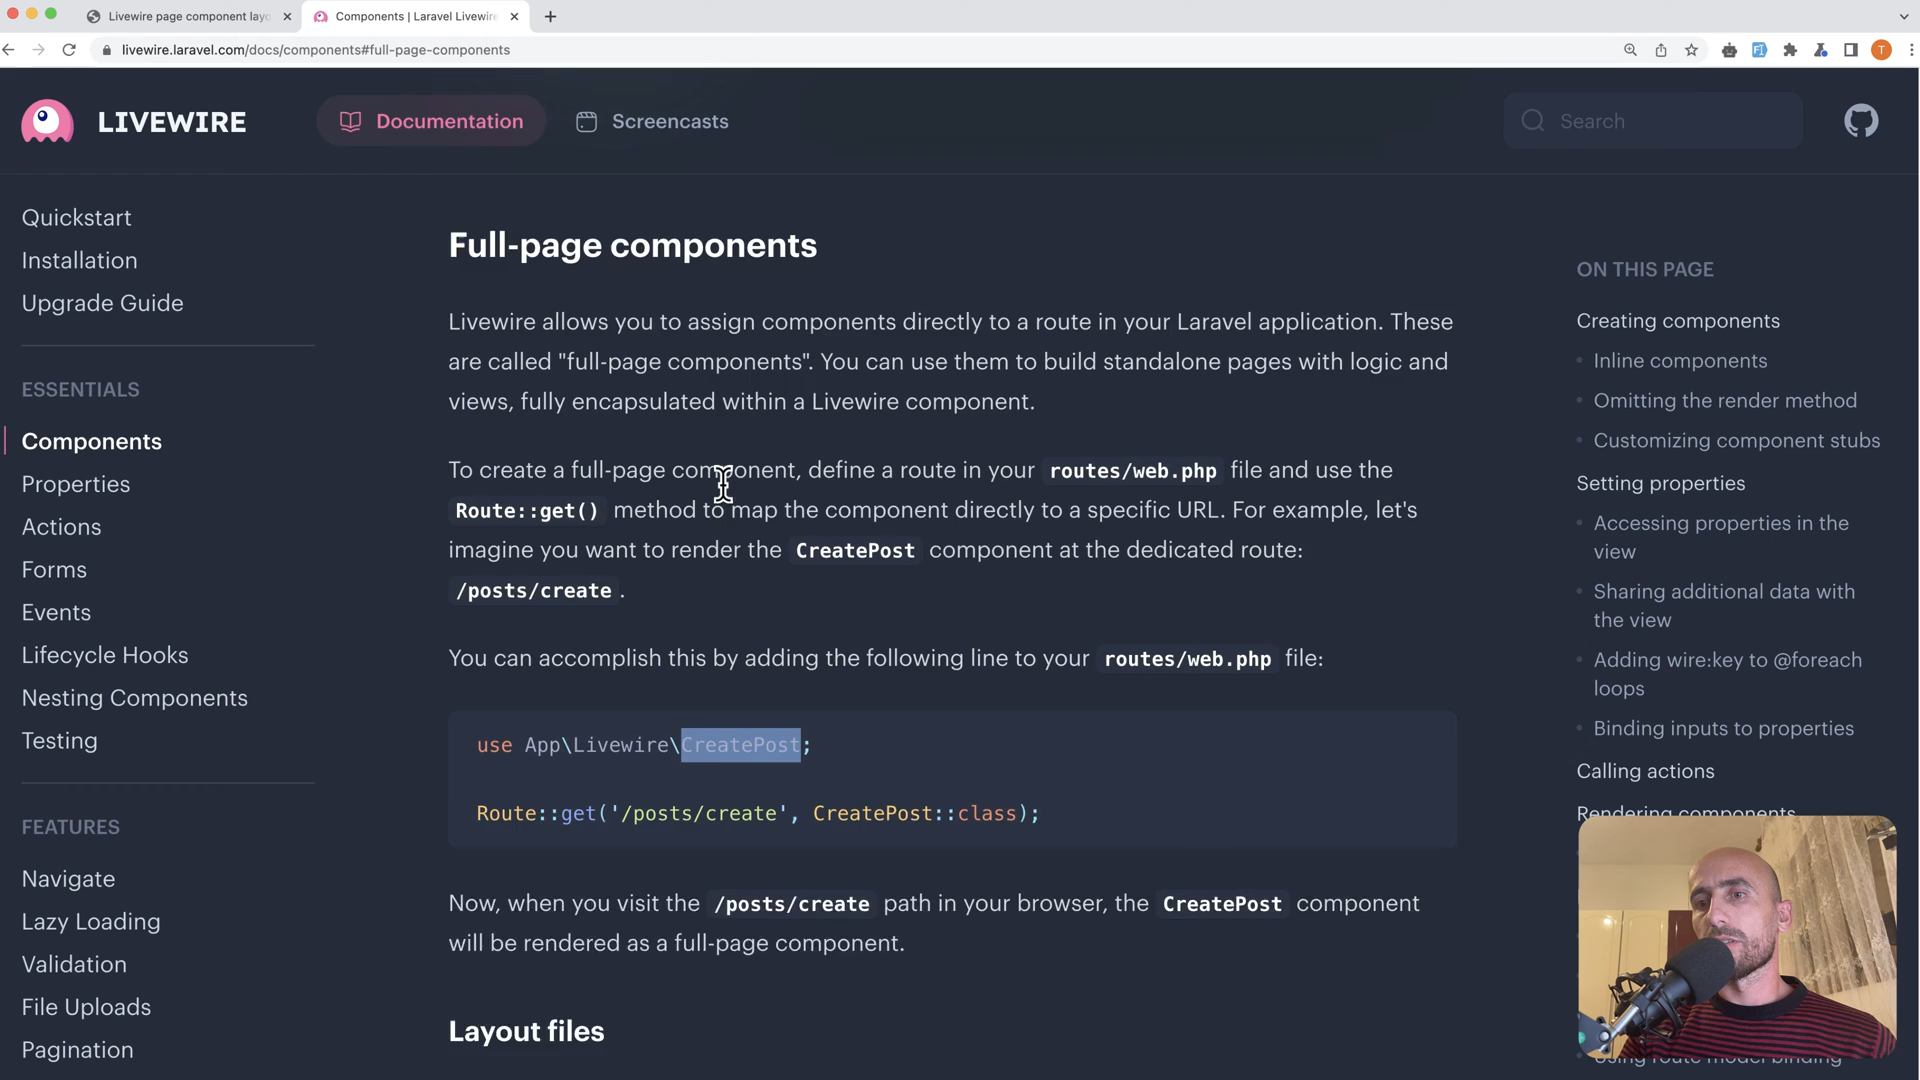 Livewire page component layo
Components | Laravel Livewire
livewire.laravel.com/docs/components#full-page-components
T
LIVEWIRE
Documentation
Screencasts
Search
Quickstart
Installation
Upgrade Guide
ESSENTIALS
Components
Properties
Actions
Forms
Events
Lifecycle Hooks
Nesting Components
Testing
FEATURES
Navigate
Lazy Loading
Validation
File Uploads
Pagination
Full-page components
Livewire allows you to assign components directly to a route in your Laravel application. These
are called "full-page components". You can use them to build standalone pages with logic and
views, fully encapsulated within a Livewire component.
To create a full-page component, define a route in your routes/web.php file and use the
Route::get() method to map the component directly to a specific URL. For example, let's
imagine you want to render the CreatePost component at the dedicated route:
/posts/create .
You can accomplish this by adding the following line to your routes/web.php file:
use App\Livewire\CreatePost;
Route::get('/posts/create', CreatePost::class);
Now, when you visit the /posts/create path in your browser, the CreatePost component
will be rendered as a full-page component.
Layout files
ON THIS PAGE
Creating components
Inline components
Omitting the render method
Customizing component stubs
Setting properties
Accessing properties in the
view
Sharing additional data with
the view
Adding wire:key to @foreach
loops
Binding inputs to properties
Calling actions
Rendering components
Using route model binding